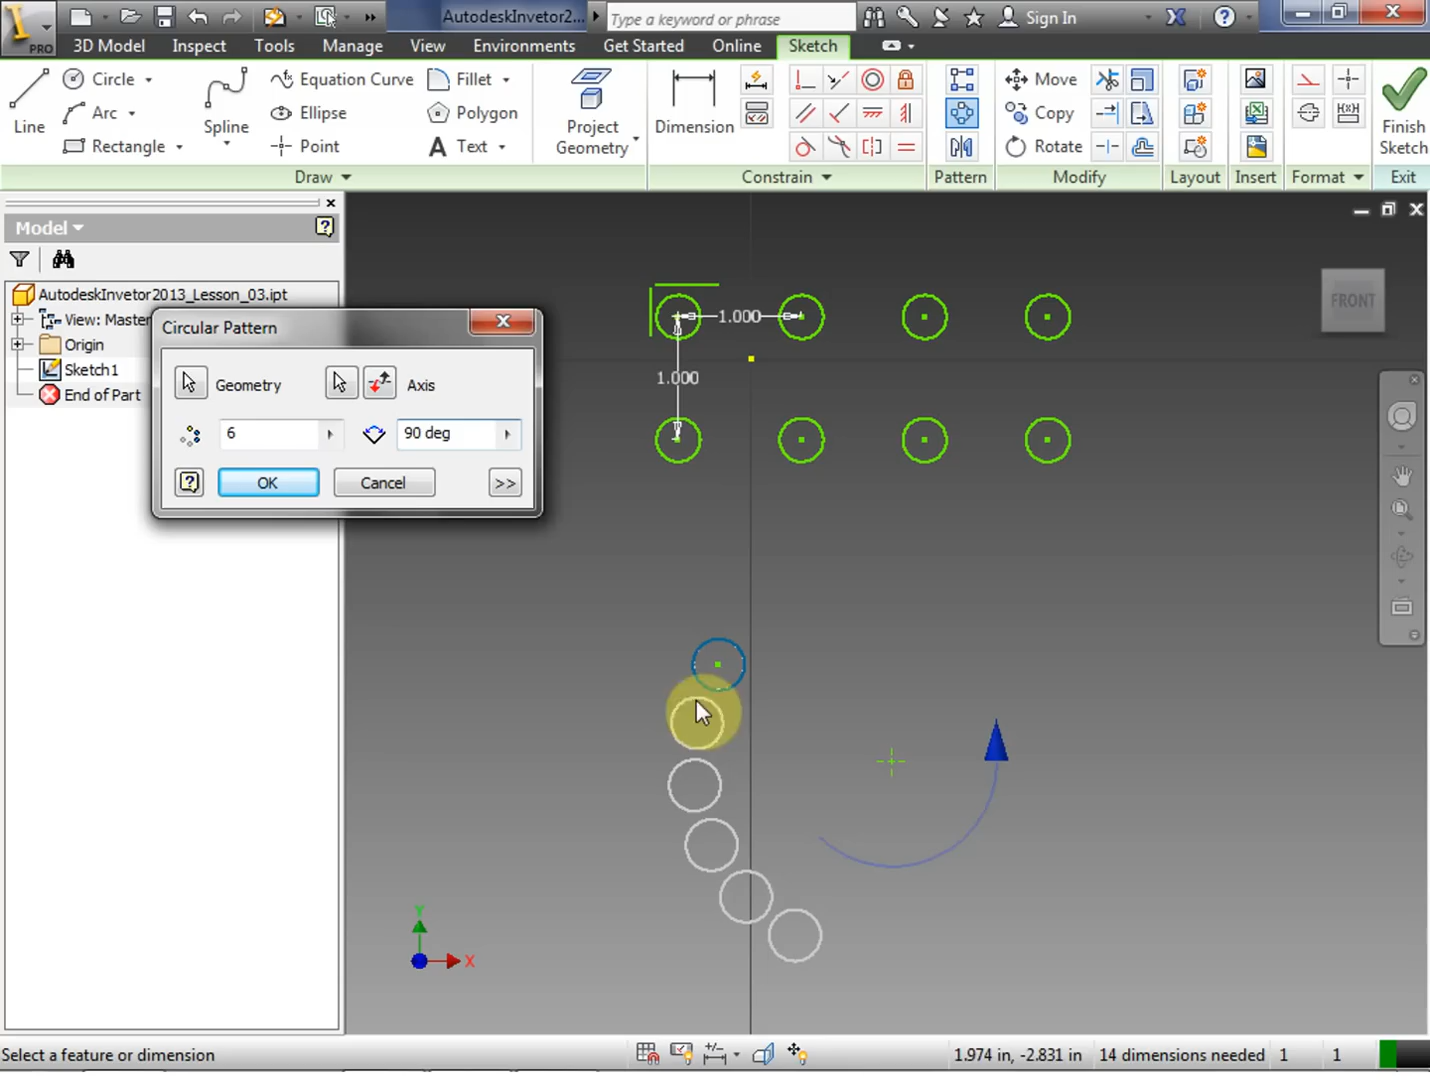 PRO
AutodeskInvetor2...
Type a keyword or phrase
Sign In
3D Model Inspect Tools Manage View Environments Get Started Online Sketch
Line
Circle
Arc
Rectangle
Spline
Equation Curve
Ellipse
Point
Fillet
Polygon
A Text
Project Geometry
Dimension
Move
Copy
Rotate
Finish Sketch
Draw Constrain Pattern Modify Layout Insert Format Exit
Model
AutodeskInvetor2013_Lesson_03.ipt
View: Master
Origin
Sketch1
End of Part
Circular Pattern
Geometry Axis
6 90 deg
OK Cancel >>
1.000
1.000
FRONT
Y
X
Select a feature or dimension
1.974 in, -2.831 in 14 dimensions needed 1 1